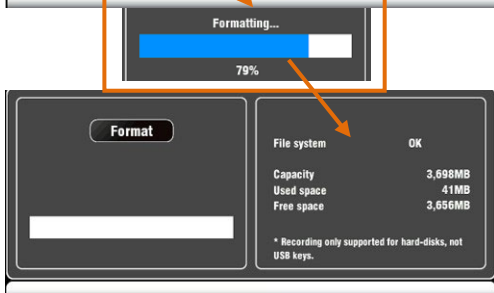 Formatting...
79%
Format
File system OK
Capacity 3,698MB
Used space 41MB
Free space 3,656MB
* Recording only supported for hard-disks, not
USB keys.